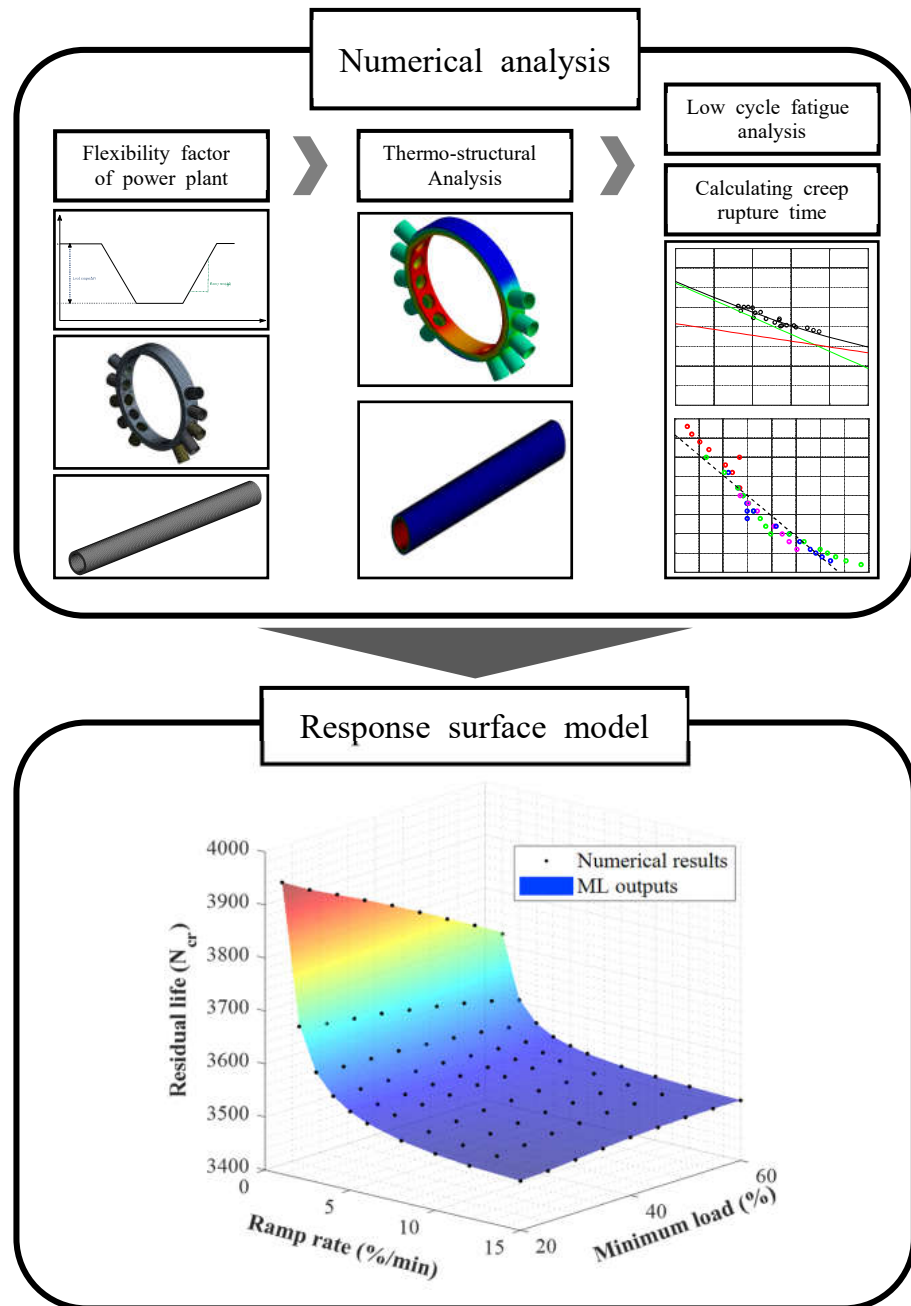 Numerical analysis
Flexibility factor
of power plant
Thermo-structural
Analysis
Low cycle fatigue
analysis
Calculating creep
rupture time
Response surface model
Numerical results
ML outputs
Residual life (N_cr)
4000
3900
3800
3700
3600
3500
3400
0
5
10
15
Ramp rate (%/min)
20
40
60
Minimum load (%)